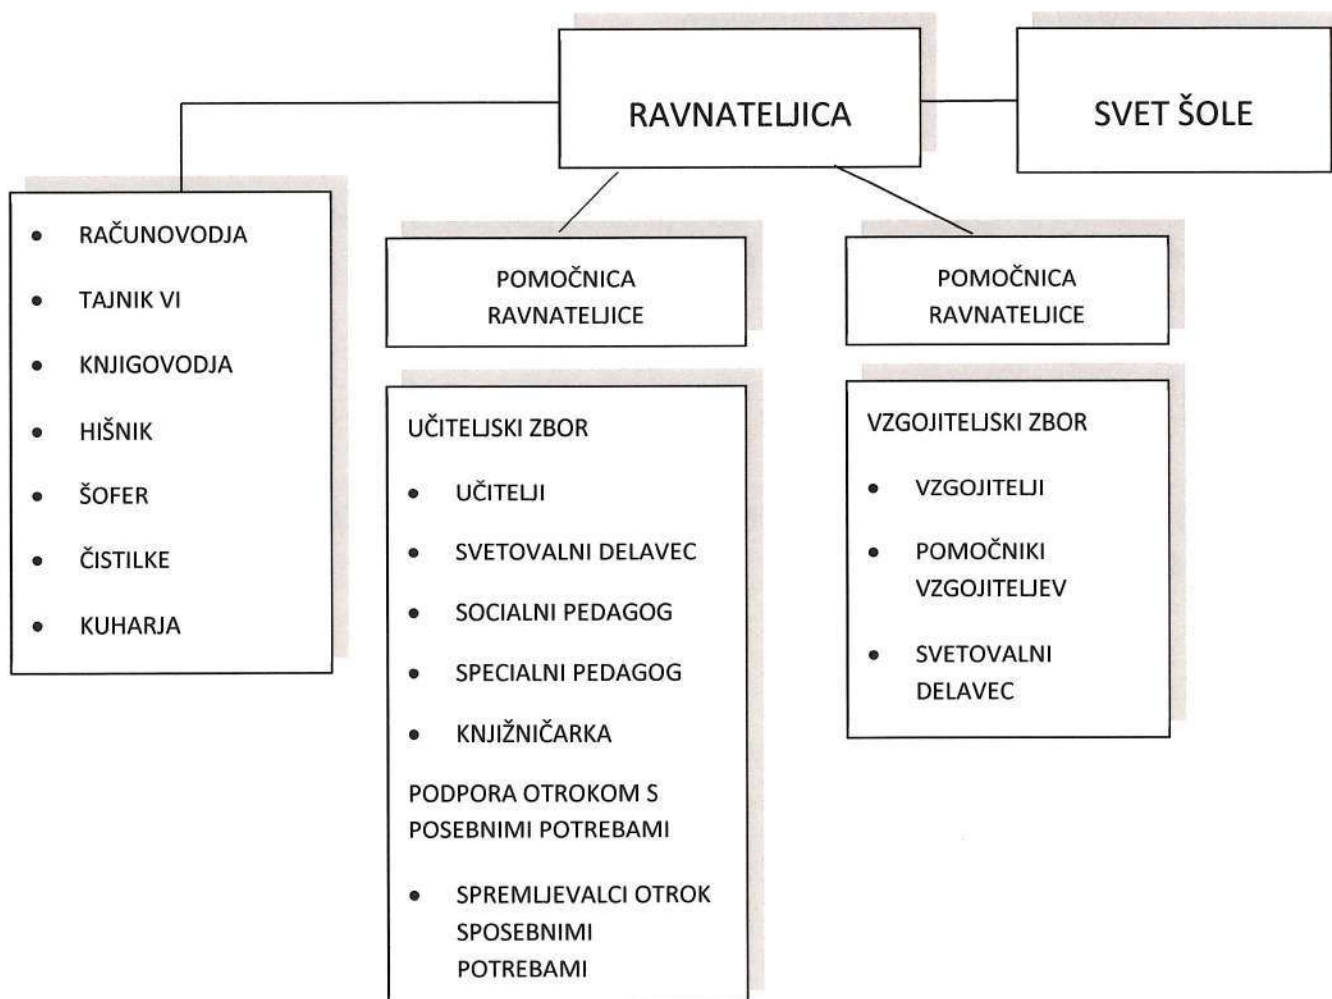 RAVNATELJICA
SVET ŠOLE
RAČUNOVODJA
TAJNIK VI
KNJIGOVODJA
HIŠNIK
ŠOFER
ČISTILKE
KUHARJA
POMOČNICA
RAVNATELJICE
UČITELJSKI ZBOR
UČITELJI
SVETOVALNI DELAVEC
SOCIALNI PEDAGOG
SPECIALNI PEDAGOG
KNJIŽNIČARKA
PODPORA OTROKOM S
POSEBNIMI POTREBAMI
SPREMLJEVALCI OTROK
SPOSEBNIMI
POTREBAMI
POMOČNICA
RAVNATELJICE
VZGOJITELJSKI ZBOR
VZGOJITELJI
POMOČNIKI
VZGOJITELJEV
SVETOVALNI
DELAVEC